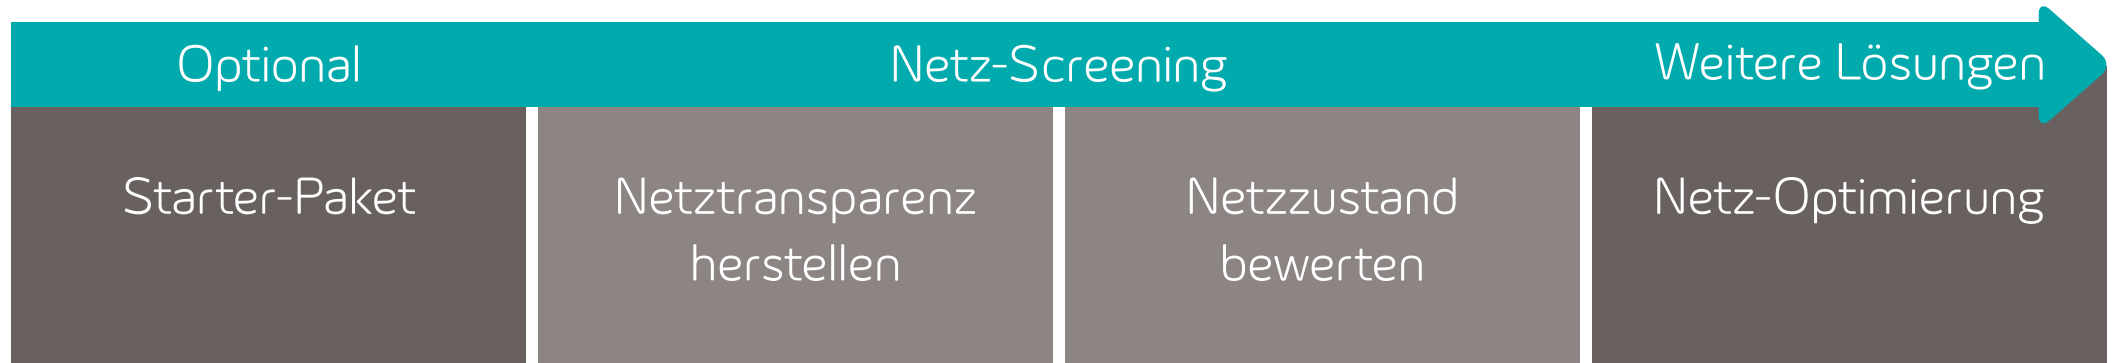 Optional
Netz-Screening
Weitere Lösungen
Starter-Paket
Netztransparenz
herstellen
Netzzustand
bewerten
Netz-Optimierung